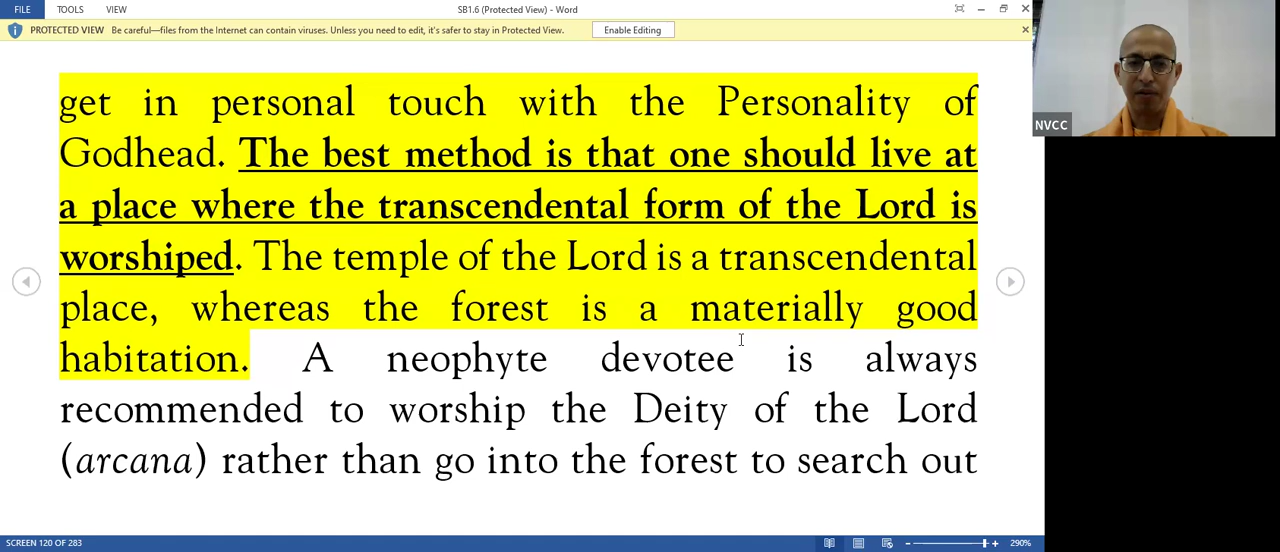 FILE TOOLS VIEW SB1.6 (Protected View) - Word
PROTECTED VIEW Be careful—files from the Internet can contain viruses. Unless you need to edit, it's safer to stay in Protected View. Enable Editing
get in personal touch with the Personality of
Godhead. The best method is that one should live at
a place where the transcendental form of the Lord is
worshiped. The temple of the Lord is a transcendental
place, whereas the forest is a materially good
habitation. A neophyte devotee is always
recommended to worship the Deity of the Lord
(arcana) rather than go into the forest to search out
NVCC
SCREEN 120 OF 283 290%